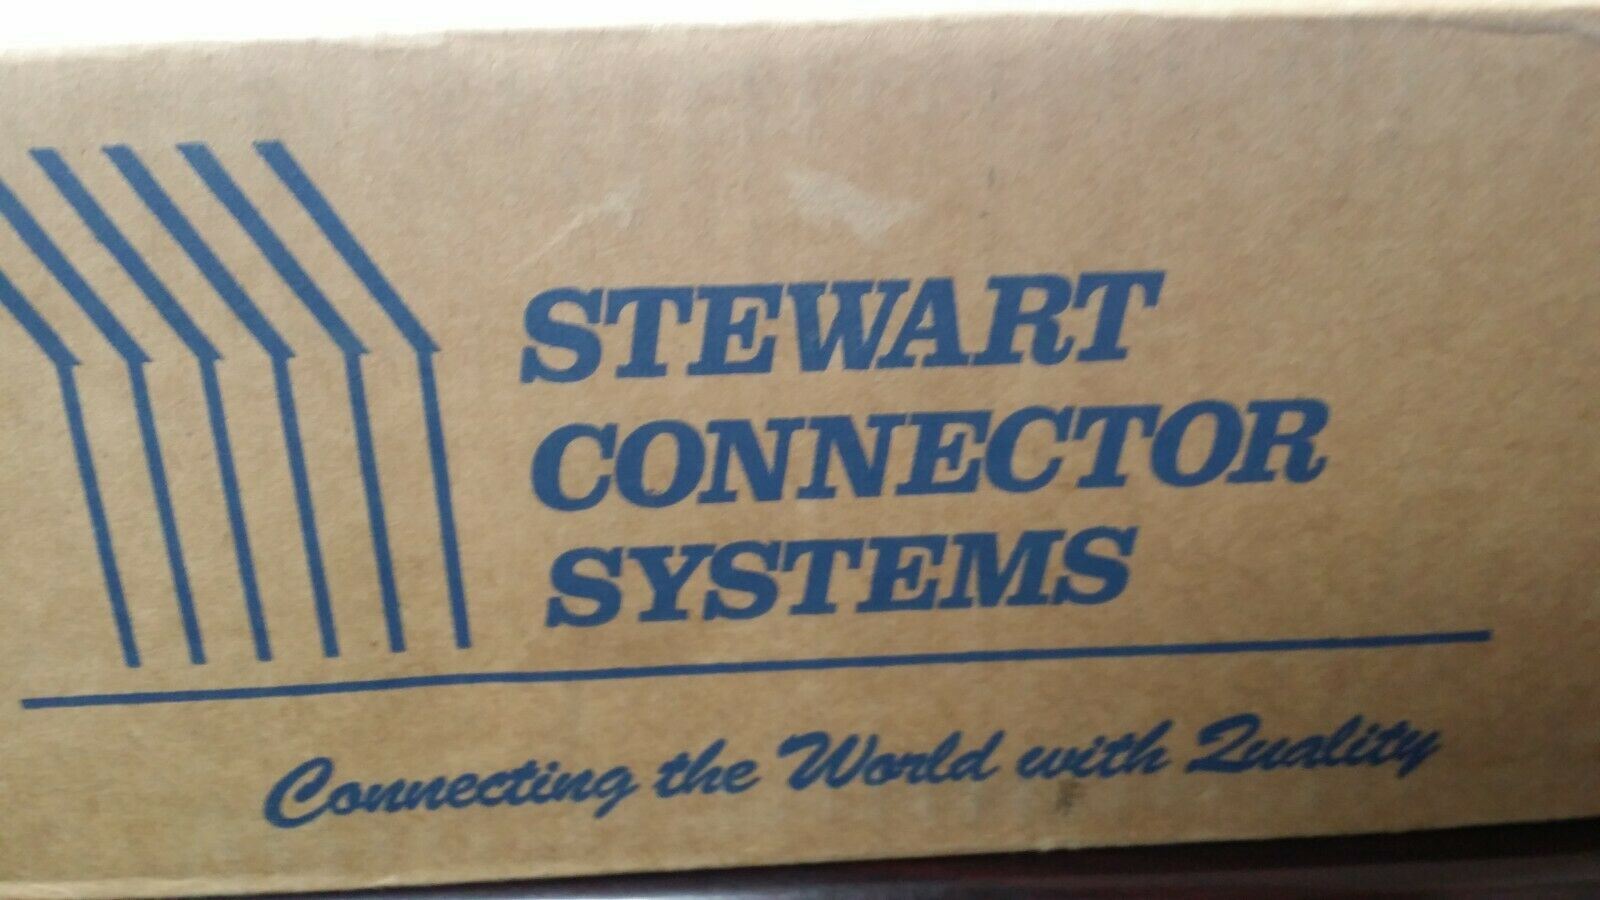 STEWART
CONNECTOR
SYSTEMS
Connecting the World with Quality